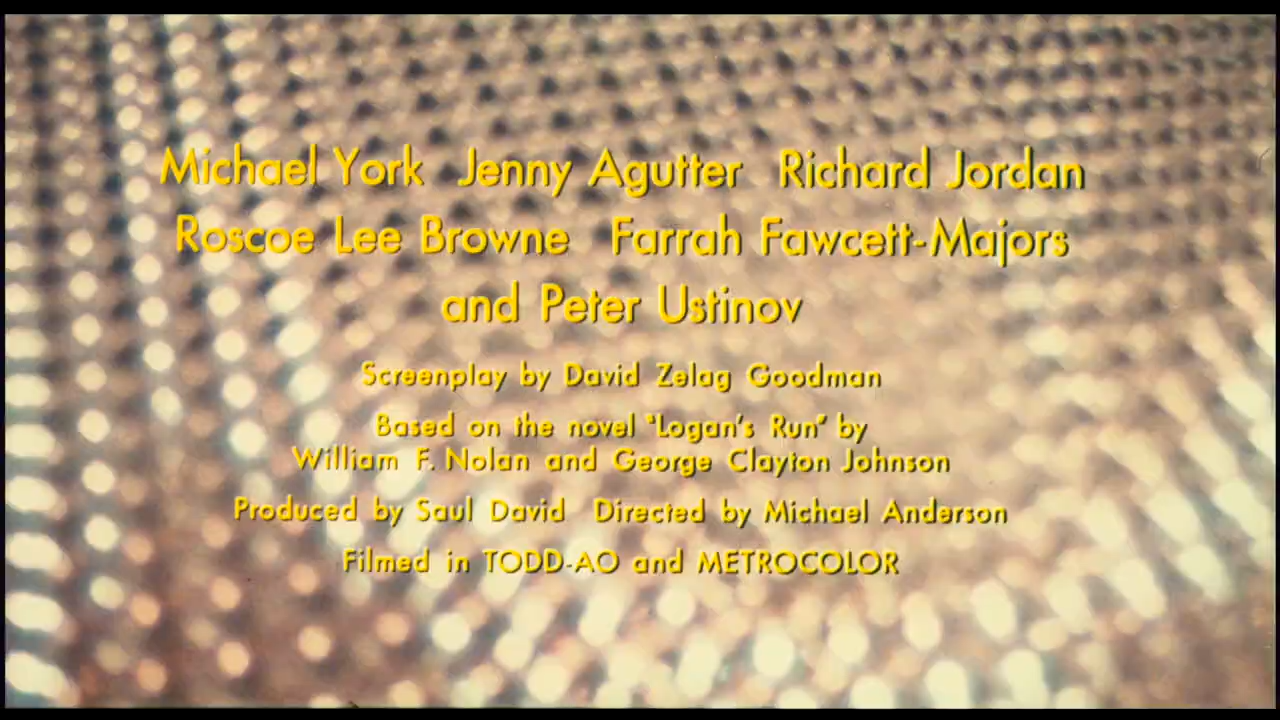 Michael York Jenny Agutter Richard Jordan
Roscoe Lee Browne Farrah Fawcett-Majors
and Peter Ustinov
Screenplay by David Zelag Goodman
Based on the novel "Logan's Run" by
William F. Nolan and George Clayton Johnson
Produced by Saul David Directed by Michael Anderson
Filmed in TODD-AO and METROCOLOR